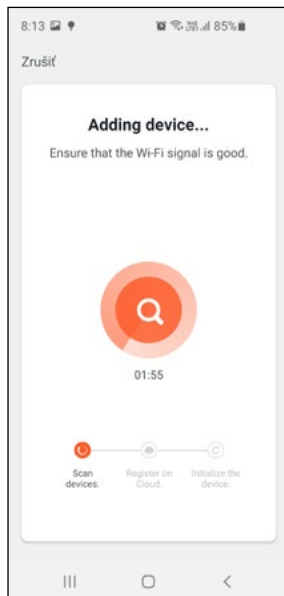 8:13 85%
Zrušiť
Adding device...
Ensure that the Wi-Fi signal is good.
01:55
Scan devices.
Register on Cloud.
Initialize the device.